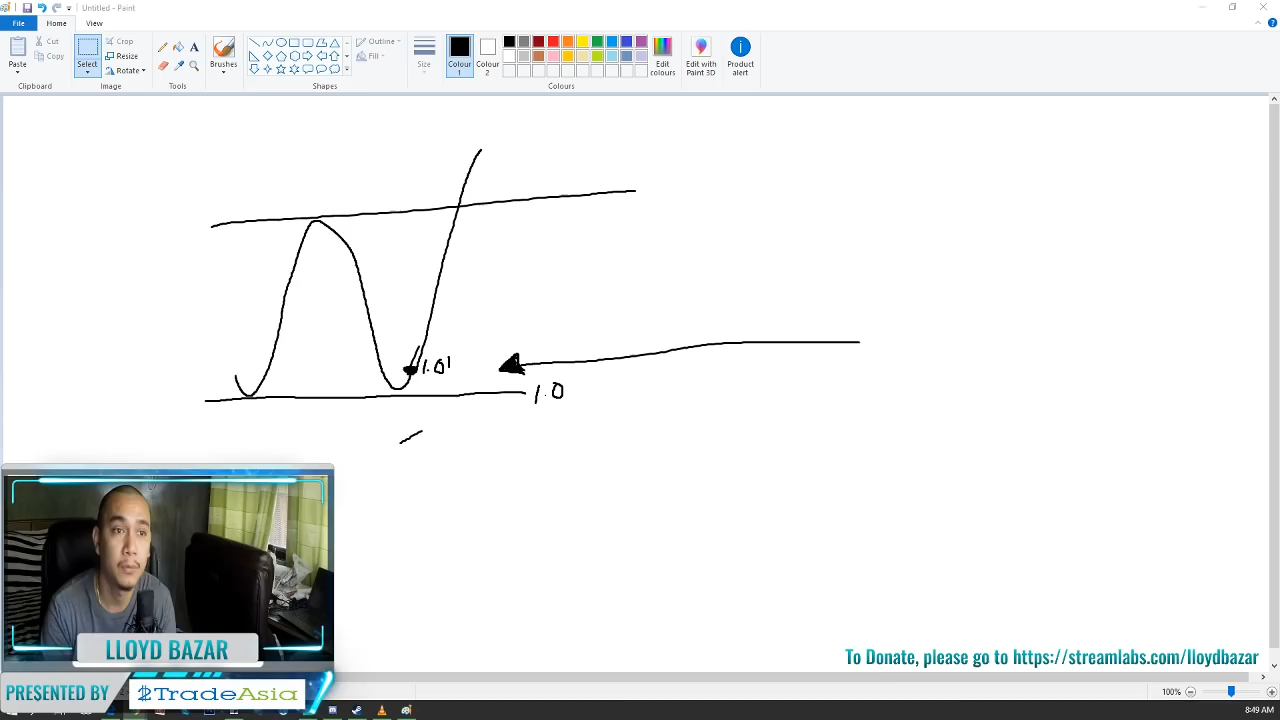 Untitled - Paint
File Home View
Paste
Cut
Copy
Clipboard
Select
Crop
Resize
Rotate
Image
Tools
Brushes
Shapes
Outline
Fill
Size
Colour 1
Colour 2
Edit colours
Edit with Paint 3D
Product alert
Colours
1.01
1.0
LLOYD BAZAR
PRESENTED BY $TradeAsia
To Donate, please go to https://streamlabs.com/lloydbazar
100%
8:49 AM